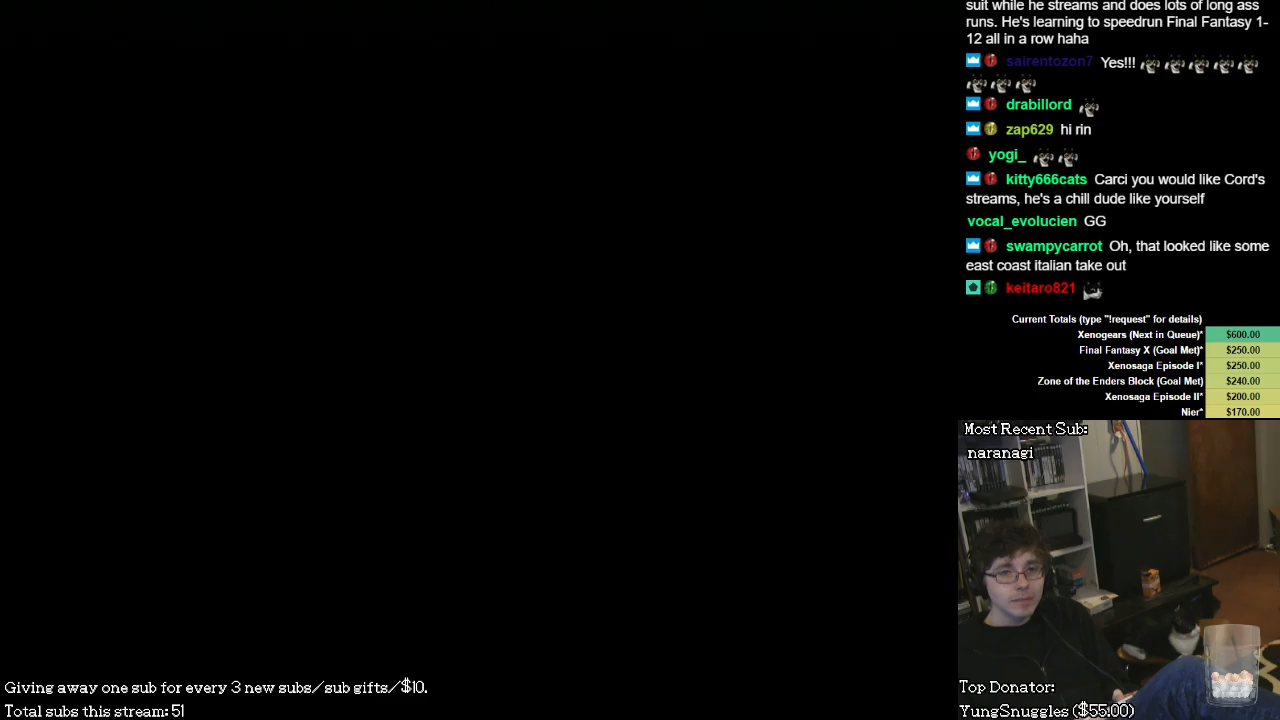 suit while he streams and does lots of long ass
runs. He's learning to speedrun Final Fantasy 1-
12 all in a row haha
sairentozon7 Yes!!!
drabillord
zap629 hi rin
yogi_
kitty666cats Carci you would like Cord's
streams, he's a chill dude like yourself
vocal_evolucien GG
swampycarrot Oh, that looked like some
east coast italian take out
keitaro821
Current Totals (type "!request" for details)
Xenogears (Next in Queue)* $600.00
Final Fantasy X (Goal Met)* $250.00
Xenosaga Episode I* $250.00
Zone of the Enders Block (Goal Met) $240.00
Xenosaga Episode II* $200.00
Nier* $170.00
Most Recent Sub:
naranagi
Top Donator:
YungSnuggles ($55.00)
Giving away one sub for every 3 new subs/sub gifts/$10.
Total subs this stream: 51